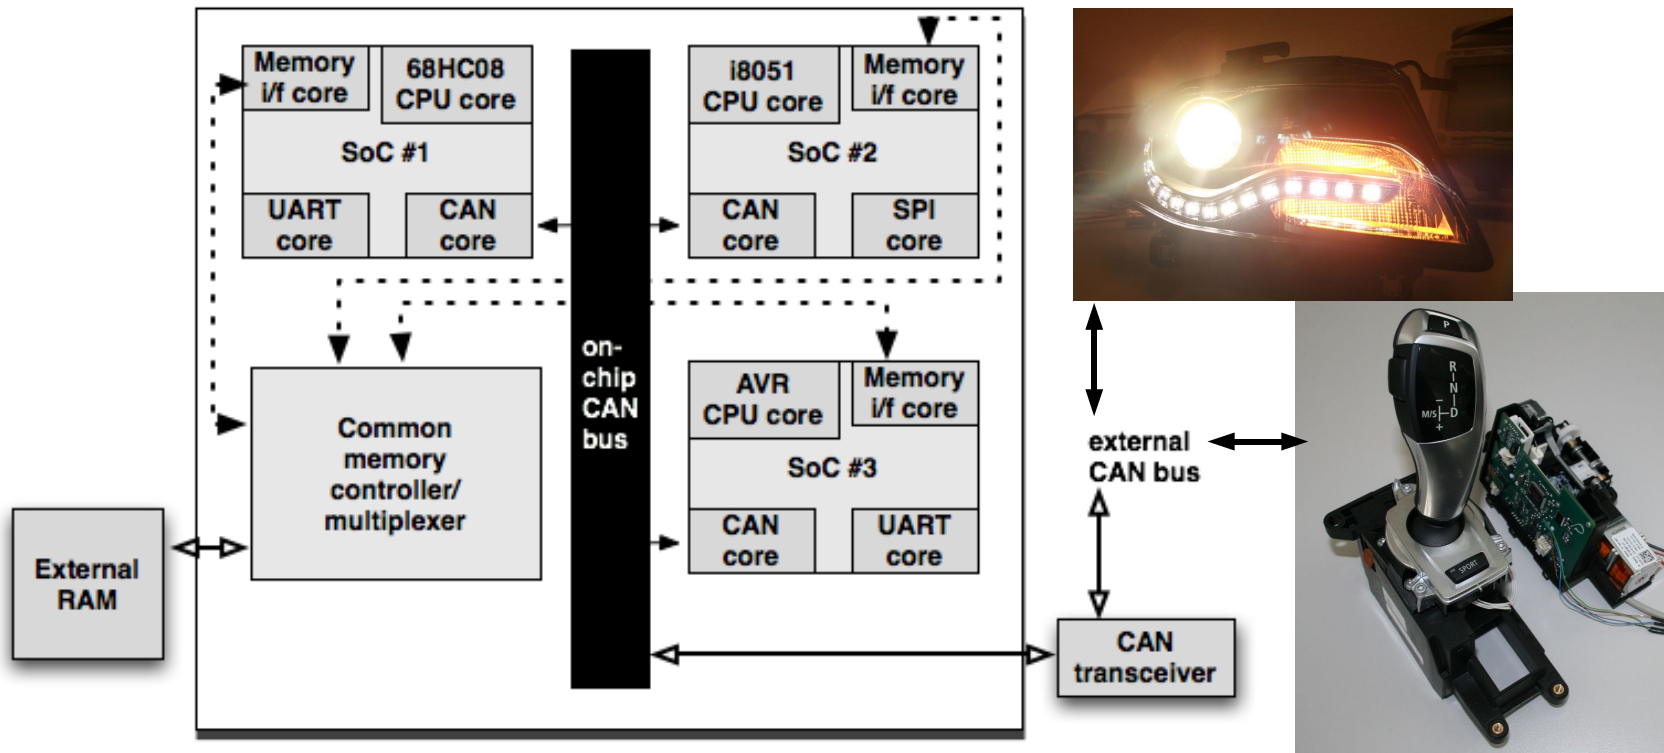 Memory
i/f core
68HC08
CPU core
SoC #1
UART
core
CAN
core
i8051
CPU core
Memory
i/f core
SoC #2
CAN
core
SPI
core
on-
chip
CAN
bus
Common
memory
controller/
multiplexer
AVR
CPU core
Memory
i/f core
SoC #3
CAN
core
UART
core
External
RAM
external
CAN bus
CAN
transceiver
P
R
N
M/S D
+
SPORT